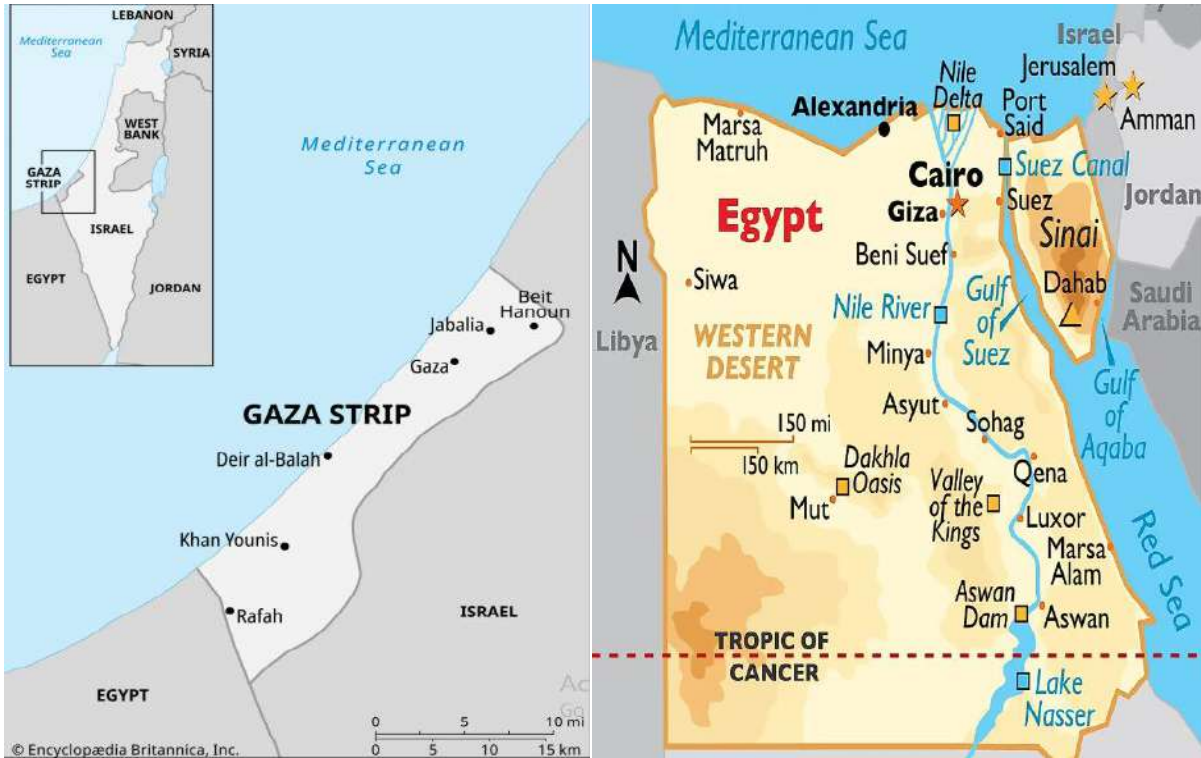 LEBANON
Mediterranean
Sea
SYRIA
WEST
BANK
GAZA
STRIP
ISRAEL
EGYPT
JORDAN
Mediterranean
Sea
Beit
Hanoun
Jabalia
Gaza
GAZA STRIP
Deir al-Balah
Khan Younis
Rafah
ISRAEL
EGYPT
0 5 10 mi
0 5 10 15 km
© Encyclopædia Britannica, Inc.
Mediterranean Sea
Israel
Jerusalem
Amman
Nile
Delta
Alexandria
Port
Said
Marsa
Matruh
Suez Canal
Cairo
Suez
Jordan
Giza
Egypt
Sinai
N
Beni Suef
Siwa
Dahab
Saudi
Arabia
Nile River
Gulf
of
Suez
Libya
WESTERN
DESERT
Minya
Gulf
of
Aqaba
Asyut
Sohag
150 mi
150 km
Dakhla
Oasis
Qena
Mut
Valley
of the
Kings
Luxor
Red Sea
Marsa
Alam
Aswan
Dam
Aswan
TROPIC OF
CANCER
Lake
Nasser